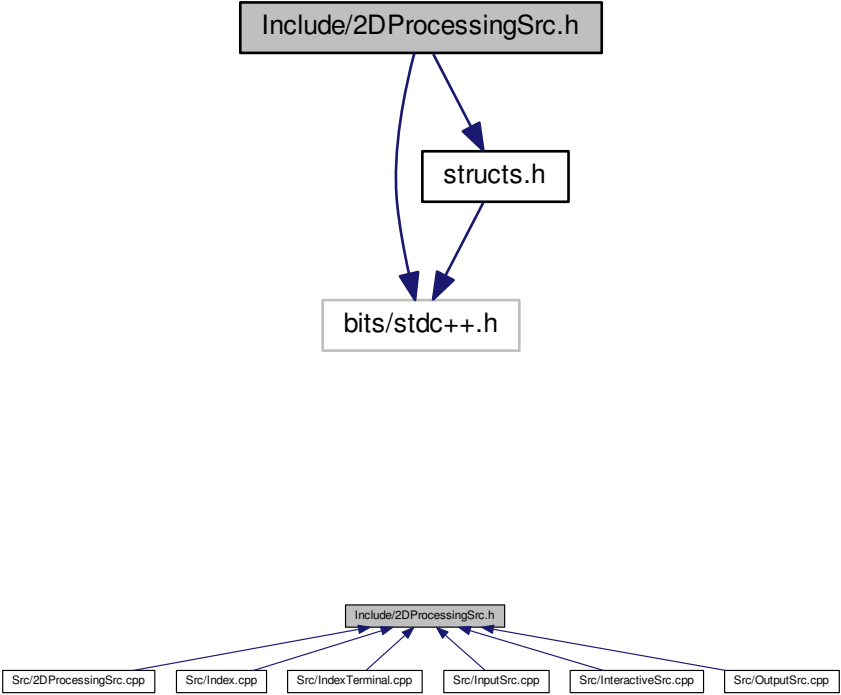 Include/2DProcessingSrc.h
structs.h
bits/stdc++.h
Include/2DProcessingSrc.h
Src/2DProcessingSrc.cpp
Src/Index.cpp
Src/IndexTerminal.cpp
Src/InputSrc.cpp
Src/InteractiveSrc.cpp
Src/OutputSrc.cpp